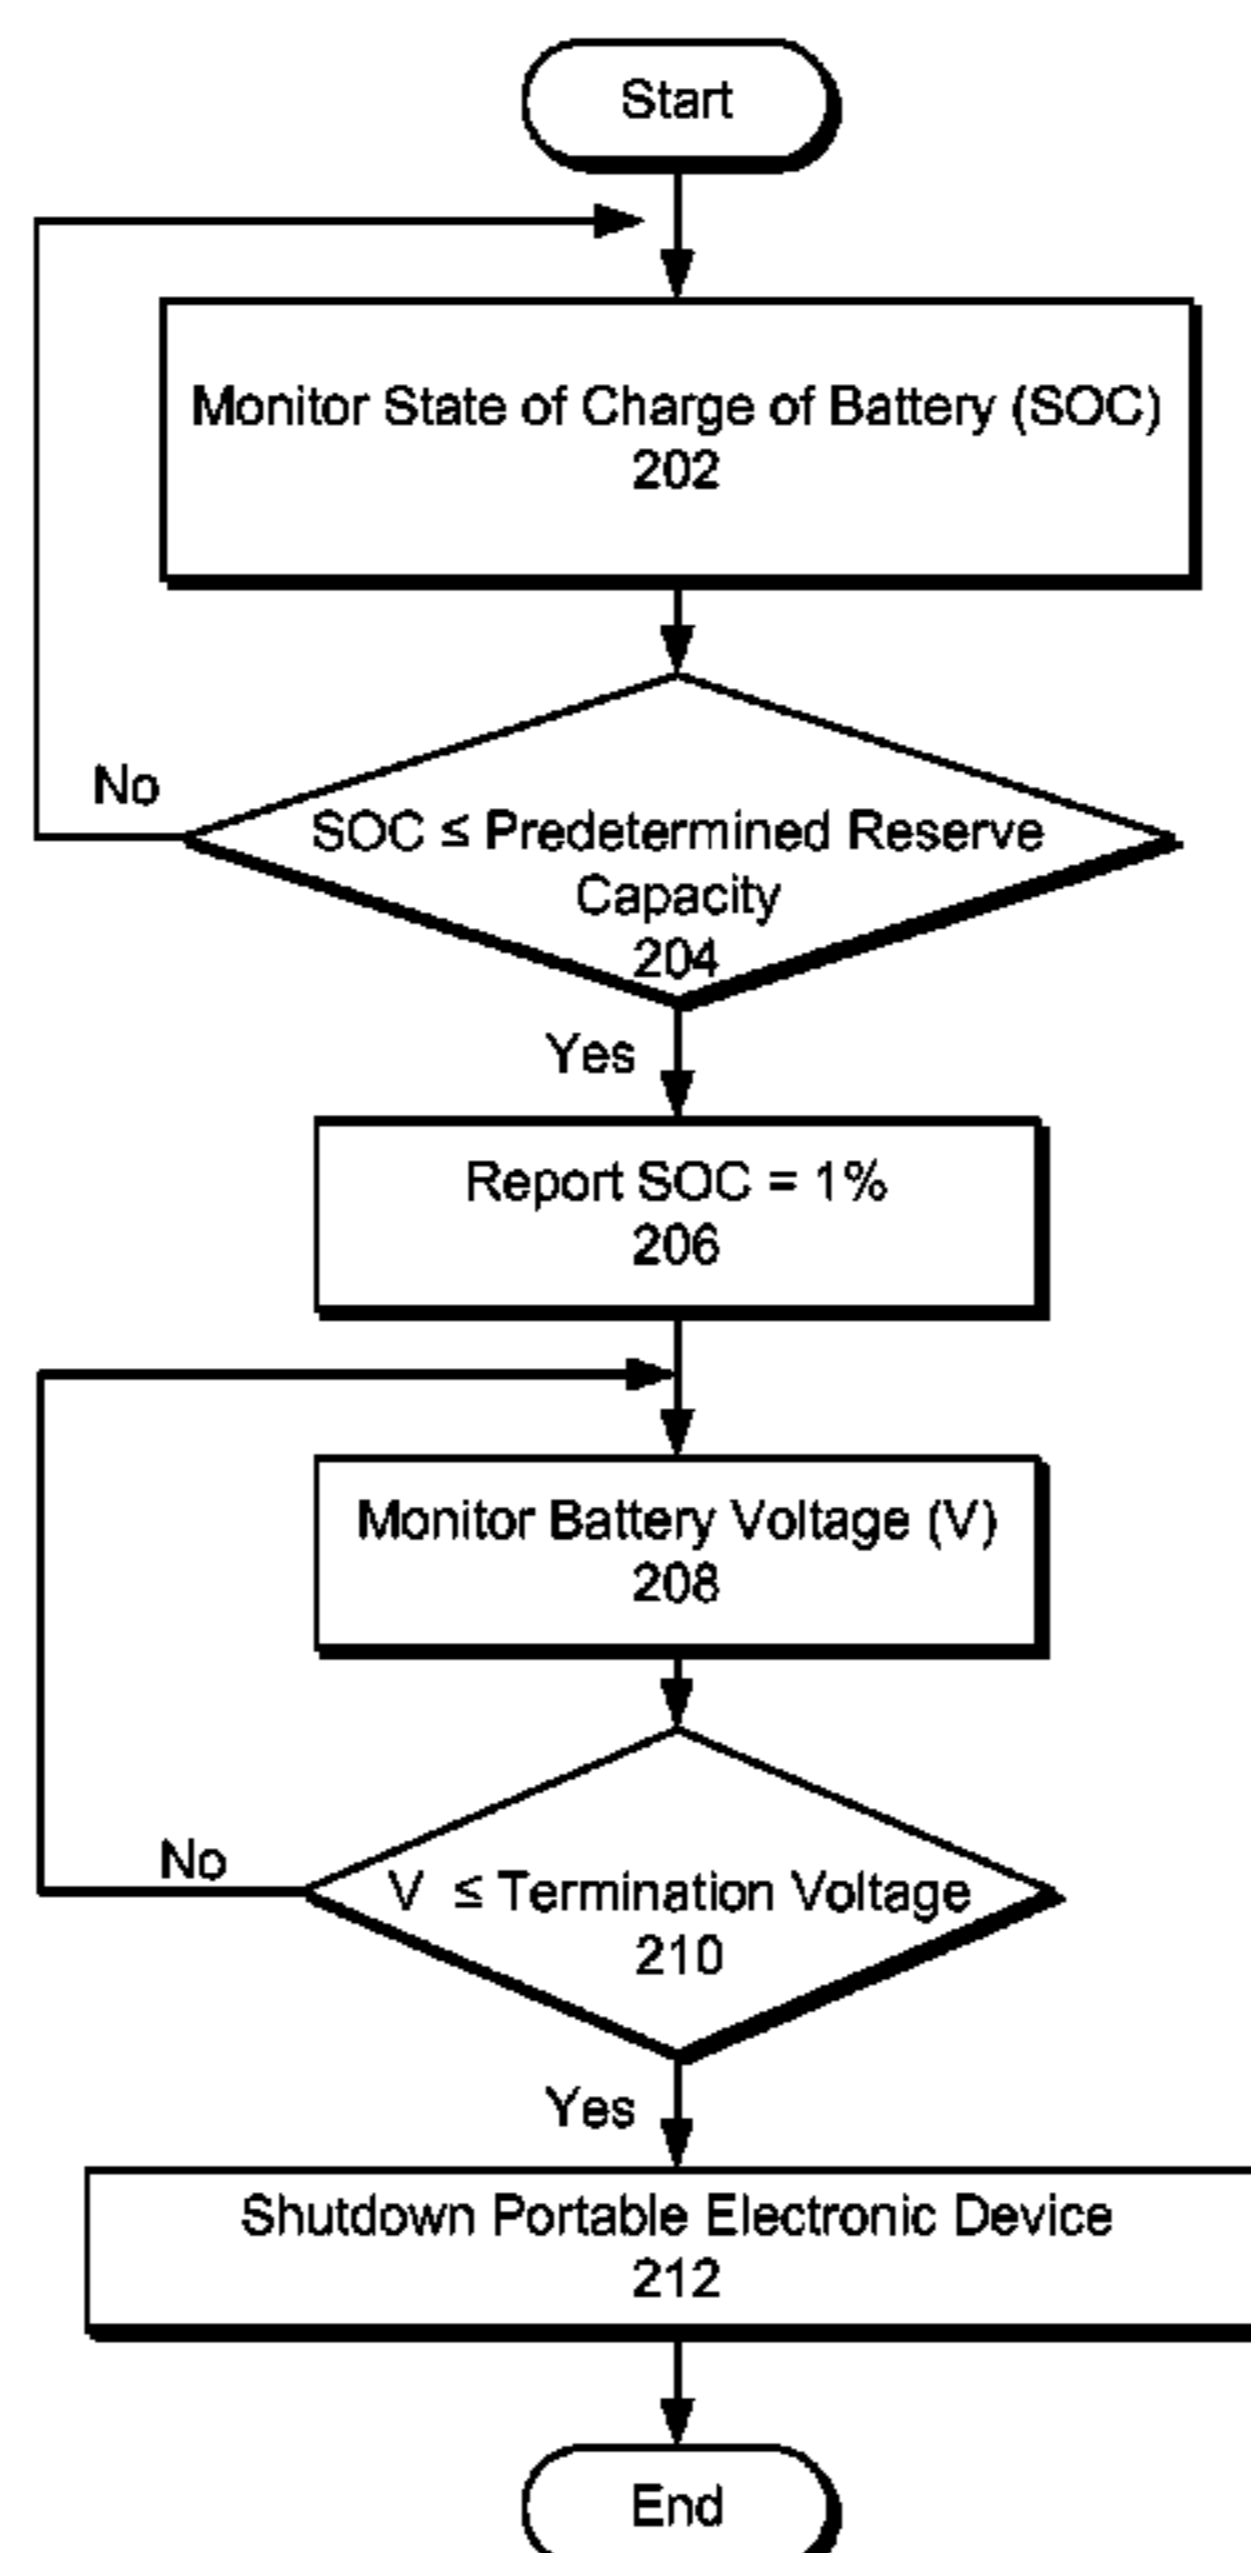 Start
Monitor State of Charge of Battery (SOC)
202
No
SOC ≤ Predetermined Reserve
Capacity
204
Yes
Report SOC = 1%
206
Monitor Battery Voltage (V)
208
No
V ≤ Termination Voltage
210
Yes
Shutdown Portable Electronic Device
212
End